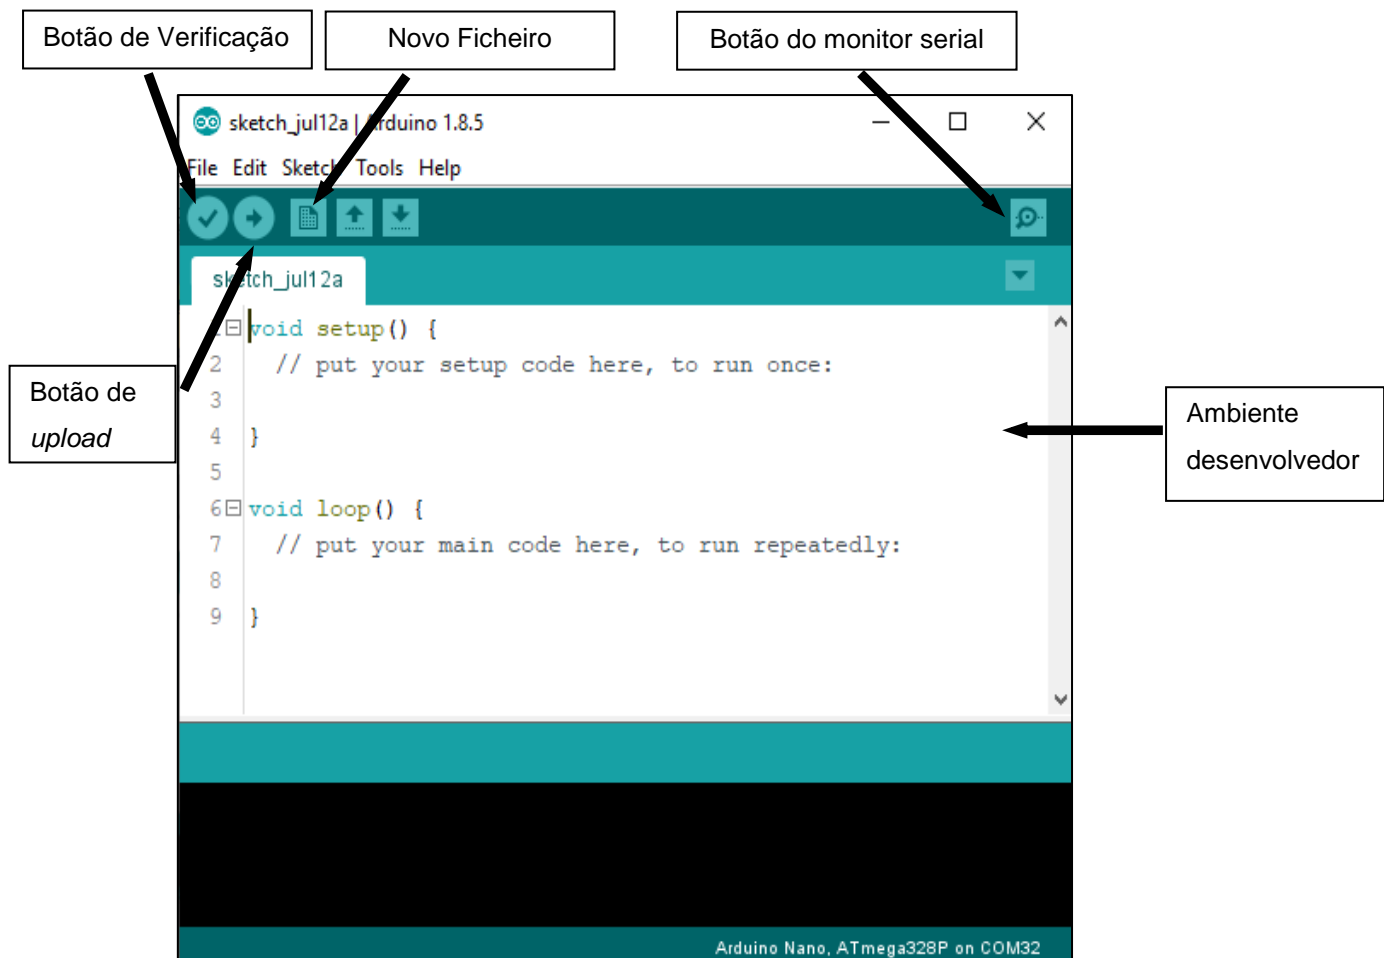 Botão de Verificação
Novo Ficheiro
Botão do monitor serial
sketch_jul12a | Arduino 1.8.5
File Edit Sketch Tools Help
sketch_jul12a
1 void setup() {
2 // put your setup code here, to run once:
3
4 }
5
6 void loop() {
7 // put your main code here, to run repeatedly:
8
9 }
Botão de
upload
Ambiente
desenvolvedor
Arduino Nano, ATmega328P on COM32